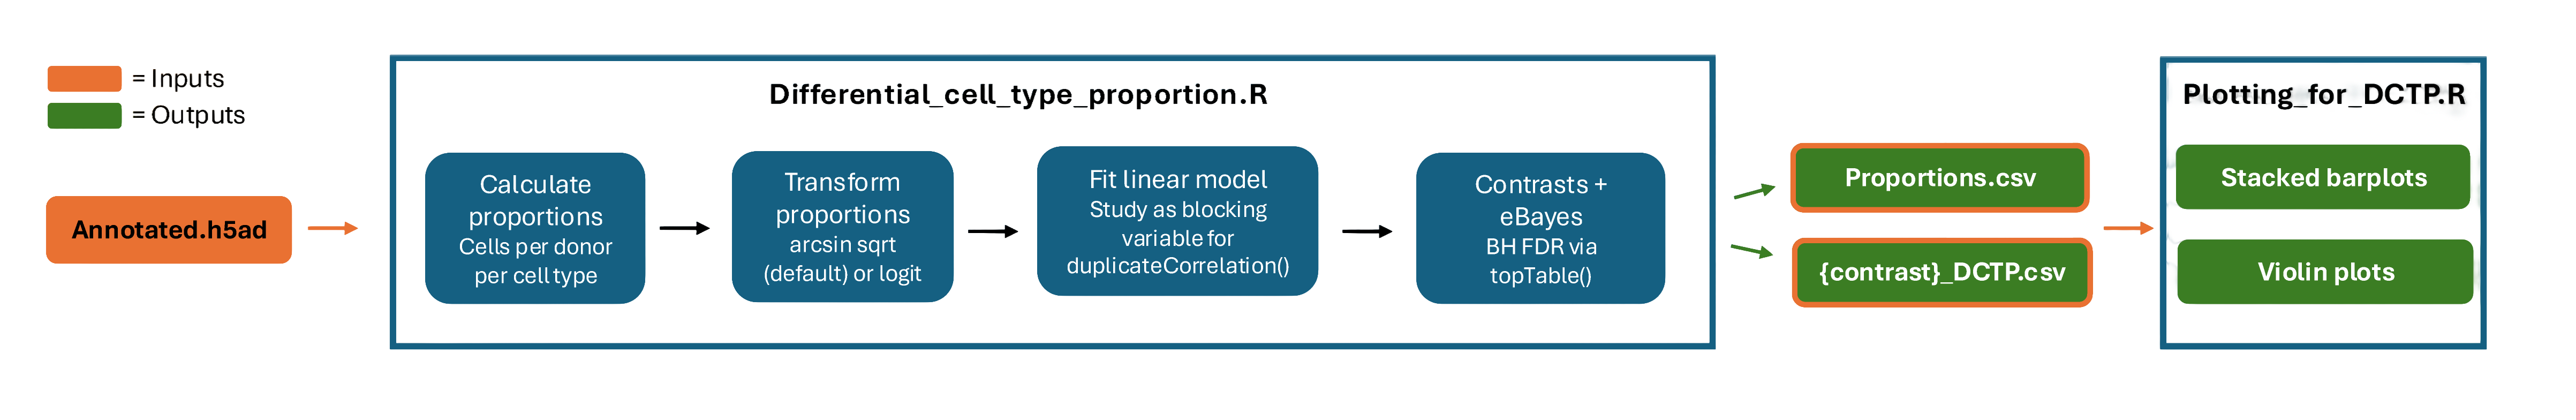 = Inputs
= Outputs
Annotated.h5ad
Differential_cell_type_proportion.R
Calculate
proportions
Cells per donor
per cell type
Transform
proportions
arcsin sqrt
(default) or logit
Fit linear model
Study as blocking
variable for
duplicateCorrelation()
Contrasts +
eBayes
BH FDR via
topTable()
Proportions.csv
{contrast}_DCTP.csv
Plotting_for_DCTP.R
Stacked barplots
Violin plots